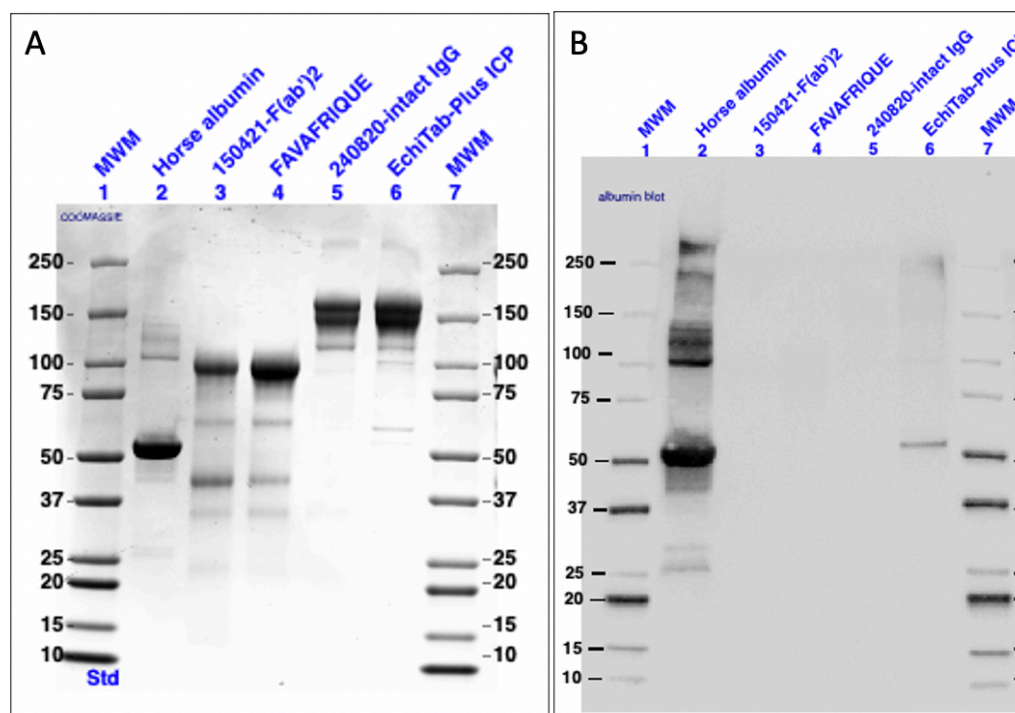 A
MWM
Horse albumin
150421-F(ab')2
FAVAFRIQUE
240820-intact IgG
EchiTab-Plus ICP
MWM
1 2 3 4 5 6 7
COOMASSIE
250 250
150 150
100 100
75 75
50 50
37 37
25 25
20 20
15 15
10 10
Std
B
MWM
Horse albumin
150421-F(ab')2
FAVAFRIQUE
240820-intact IgG
EchiTab-Plus ICP
MWM
1 2 3 4 5 6 7
albumin blot
250
150
100
75
50
37
25
20
15
10